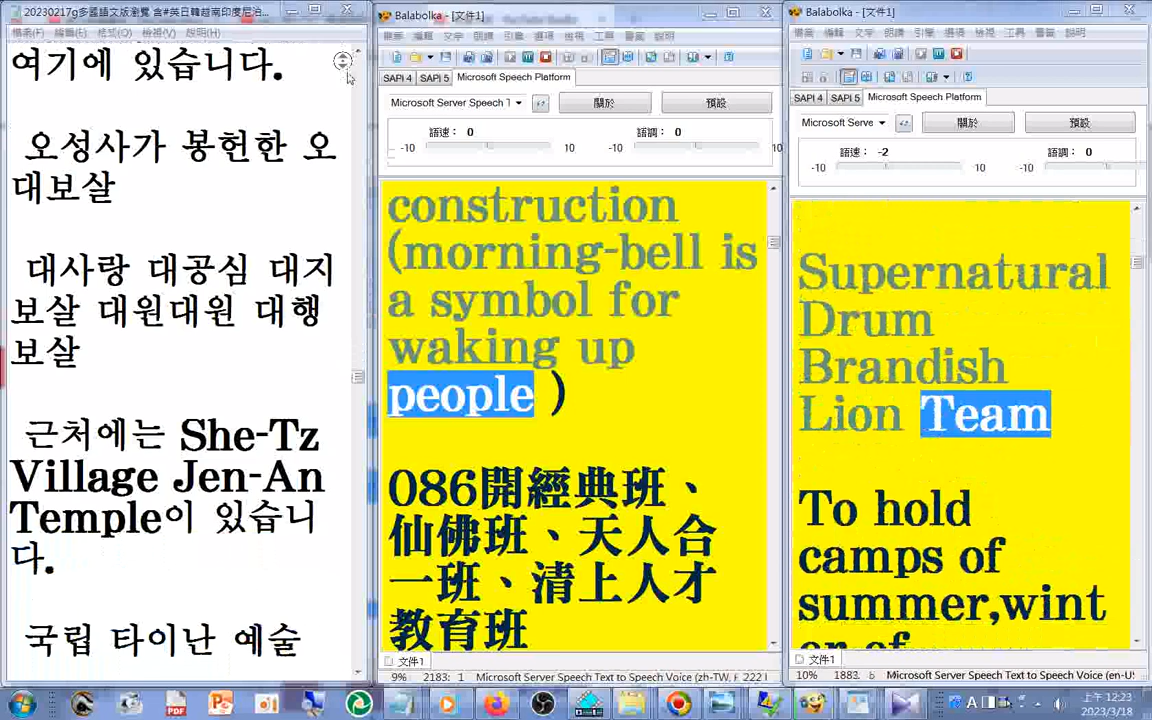 20230217g多國語文版瀏覽 含#英日韓越南印度尼泊...
여기에 있습니다.
오성사가 봉헌한 오
대보살
대사랑 대공심 대지
보살 대원대원 대행
보살
근처에는 She-Tz
Village Jen-An
Temple이 있습니
다.
국립 타이난 예술
Balabolka - [文件1]
SAPI 4 SAPI 5 Microsoft Speech Platform
Microsoft Server Speech T 關於 預設
語速： 0 語調： 0
-10 10 -10 10
construction
(morning-bell is
a symbol for
waking up
people )
086開經典班、
仙佛班、天人合
一班、清上人才
教育班
文件1
9% 2183: 1 Microsoft Server Speech Text to Speech Voice (zh-TW,
Balabolka - [文件1]
SAPI 4 SAPI 5 Microsoft Speech Platform
Microsoft Serve 關於 預設
語速： -2 語調： 0
-10 10 -10
Supernatural
Drum
Brandish
Lion Team
To hold
camps of
summer,wint
er of
文件1
10% 1883. Microsoft Server Speech Text to Speech Voice (en-U
上午 12:23
2023/3/18